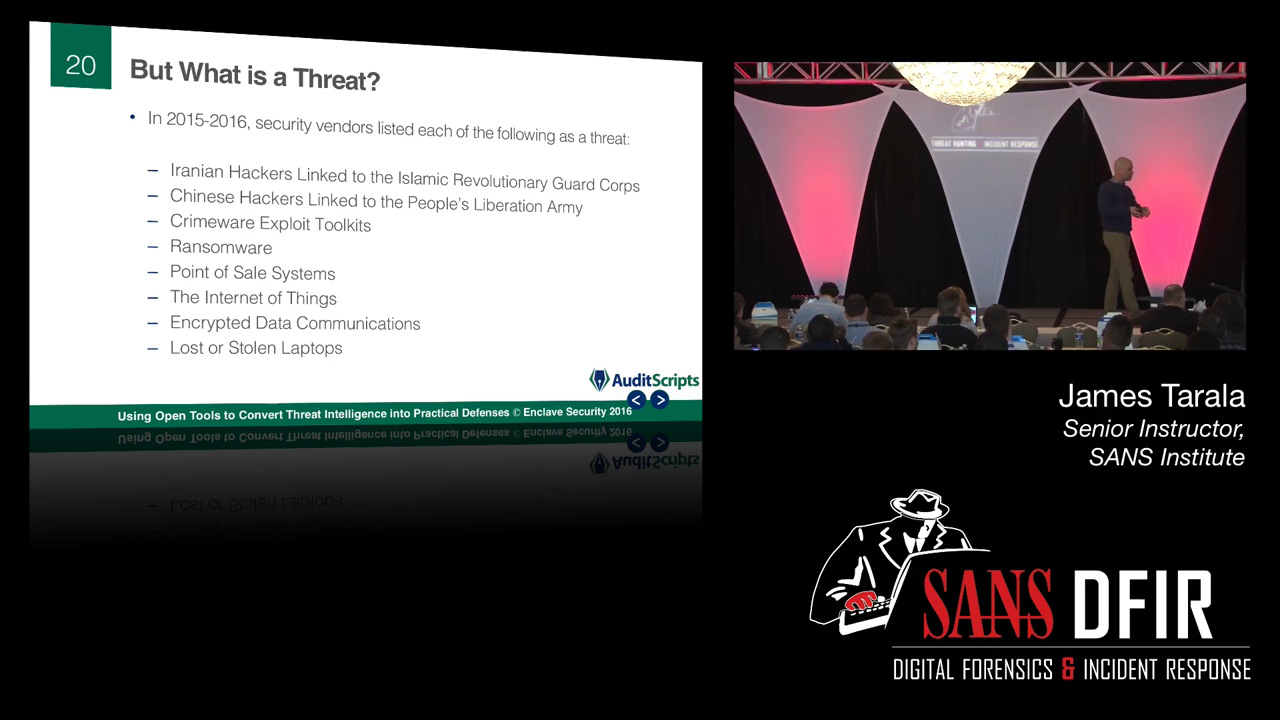 20
But What is a Threat?
• In 2015-2016, security vendors listed each of the following as a threat:
– Iranian Hackers Linked to the Islamic Revolutionary Guard Corps
– Chinese Hackers Linked to the People's Liberation Army
– Crimeware Exploit Toolkits
– Ransomware
– Point of Sale Systems
– The Internet of Things
– Encrypted Data Communications
– Lost or Stolen Laptops
AuditScripts
Using Open Tools to Convert Threat Intelligence into Practical Defenses © Enclave Security 2016
THREAT HUNTING INCIDENT RESPONSE
James Tarala
Senior Instructor,
SANS Institute
SANS DFIR
DIGITAL FORENSICS & INCIDENT RESPONSE